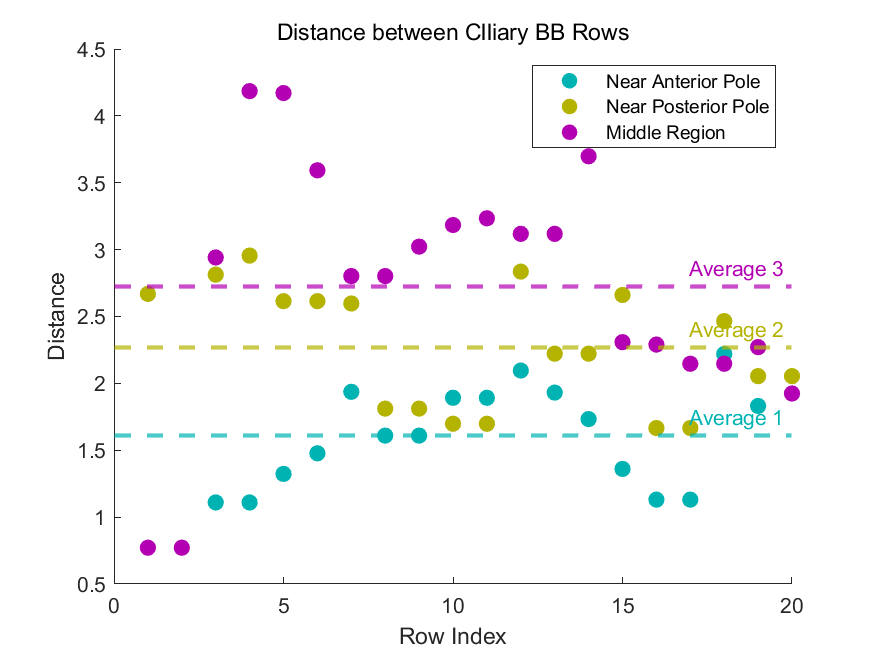 Distance between CIliary BB Rows
4.5
4
3.5
3
2.5
2
1.5
1
0.5
Distance
Near Anterior Pole
Near Posterior Pole
Middle Region
Average 3
Average 2
Average 1
0
5
10
15
20
Row Index